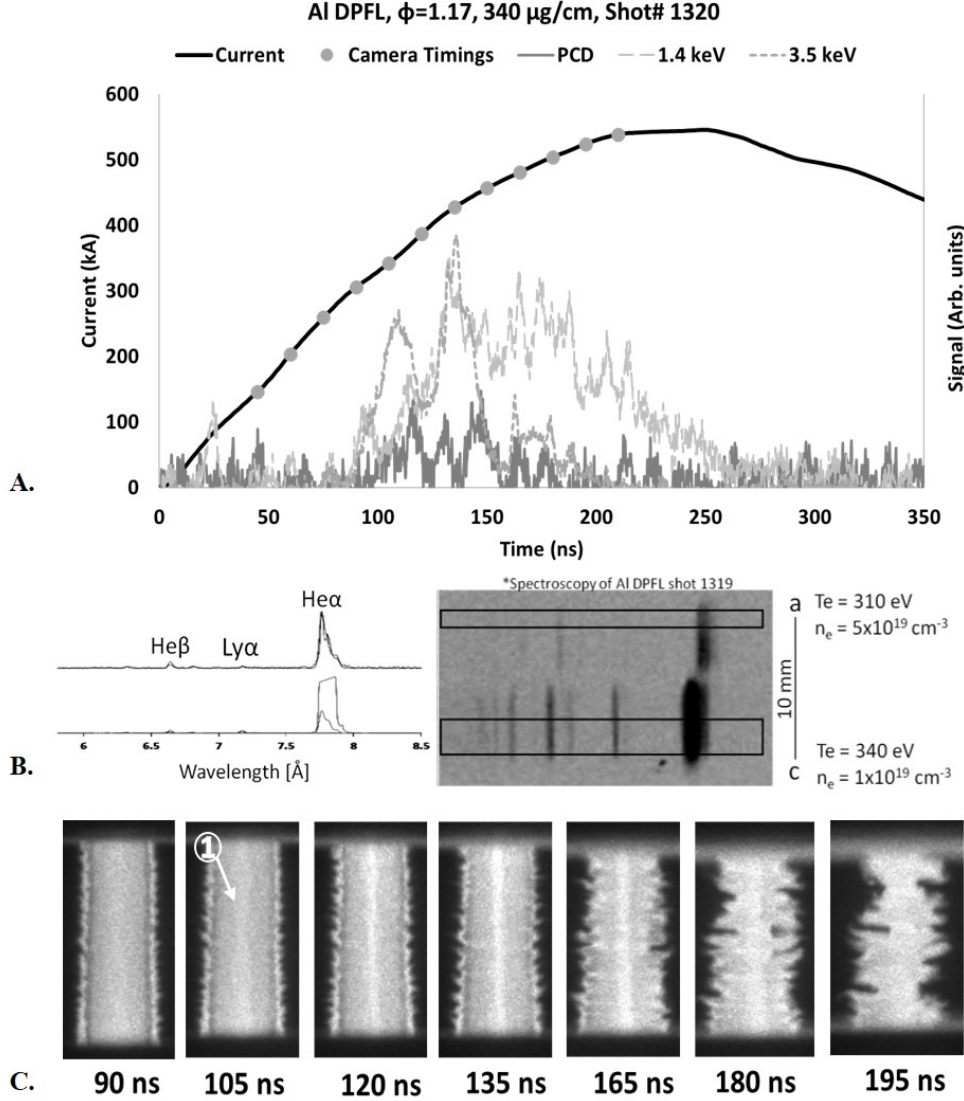 Al DPFL, ϕ=1.17, 340 µg/cm, Shot# 1320
Current Camera Timings PCD 1.4 keV 3.5 keV
600
500
400
300
200
100
0
Current (kA)
Signal (Arb. units)
0 50 100 150 200 250 300 350
Time (ns)
A.
*Spectroscopy of Al DPFL shot 1319
Heα
Heβ
Lyα
6 6.5 7 7.5 8 8.5
Wavelength [Å]
a
10 mm
c
Te = 310 eV
nₑ = 5x10¹⁹ cm⁻³
Te = 340 eV
nₑ = 1x10¹⁹ cm⁻³
B.
①
90 ns 105 ns 120 ns 135 ns 165 ns 180 ns 195 ns
C.